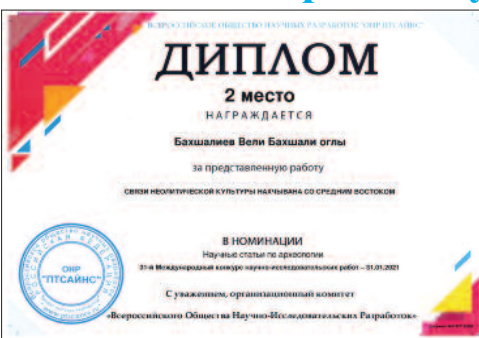 ВСЕРОССИЙСКОЕ ОБЩЕСТВО НАУЧНЫХ РАЗРАБОТОК "ОНР ПТСАЙНС"
ДИПЛОМ
2 место
НАГРАЖДАЕТСЯ
Бахшалиев Вели Бахшали оглы
за представленную работу
СВЯЗИ НЕОЛИТИЧЕСКОЙ КУЛЬТУРЫ НАХЧЫВАНА СО СРЕДНИМ ВОСТОКОМ
В НОМИНАЦИИ
Научные статьи по археологии
31-й Международный конкурс научно-исследовательских работ – 31.01.2021
С уважением, организационный комитет
«Всероссийского Общества Научно-Исследовательских Разработок»
РОССИЙСКАЯ ФЕДЕРАЦИЯ
ОНР
"ПТСАЙНС"